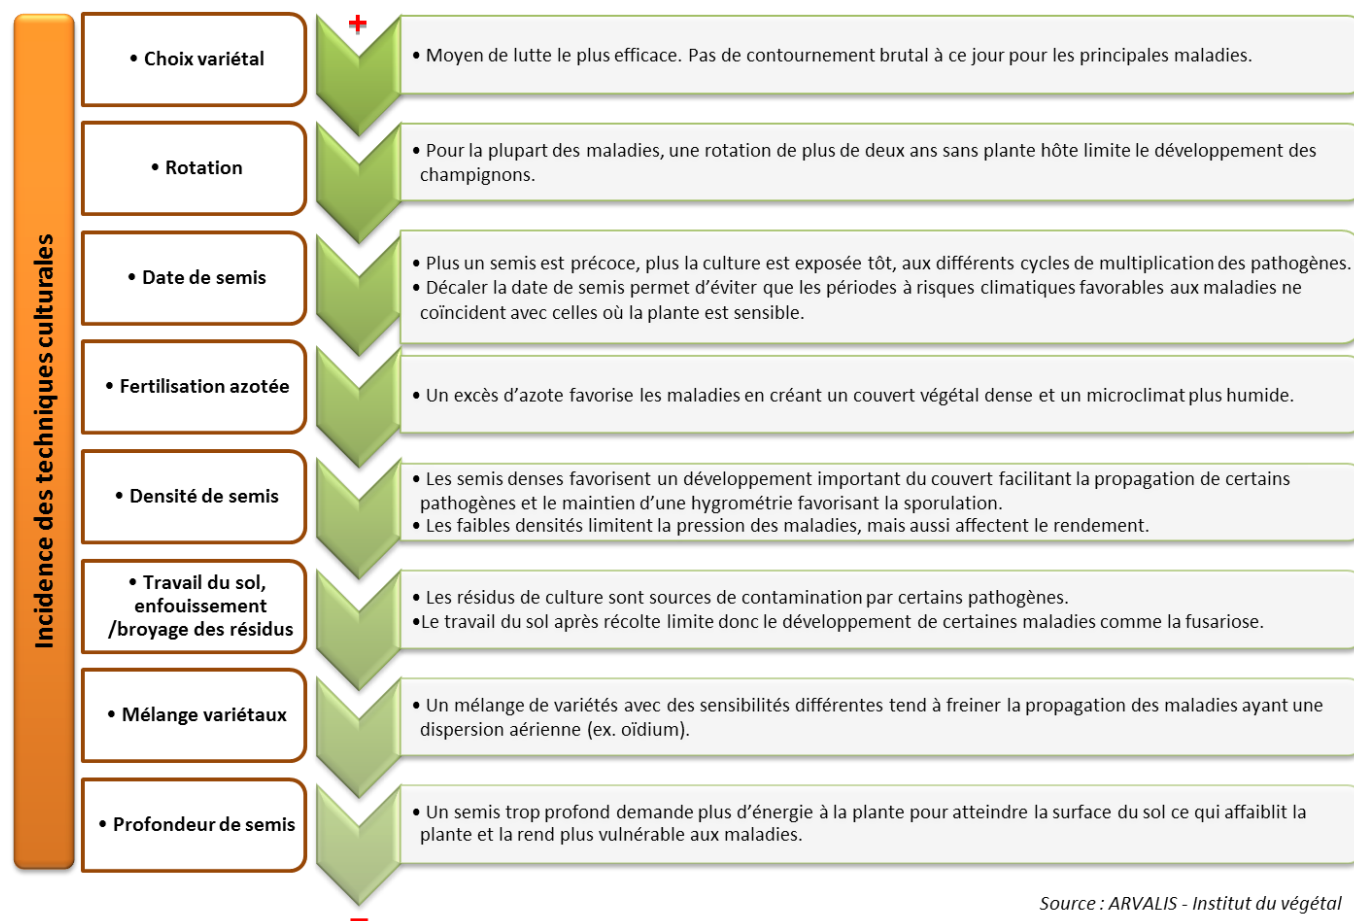 Incidence des techniques culturales
+
• Choix variétal
• Moyen de lutte le plus efficace. Pas de contournement brutal à ce jour pour les principales maladies.
• Rotation
• Pour la plupart des maladies, une rotation de plus de deux ans sans plante hôte limite le développement des
champignons.
• Date de semis
• Plus un semis est précoce, plus la culture est exposée tôt, aux différents cycles de multiplication des pathogènes.
• Décaler la date de semis permet d’éviter que les périodes à risques climatiques favorables aux maladies ne
coïncident avec celles où la plante est sensible.
• Fertilisation azotée
• Un excès d’azote favorise les maladies en créant un couvert végétal dense et un microclimat plus humide.
• Densité de semis
• Les semis denses favorisent un développement important du couvert facilitant la propagation de certains
pathogènes et le maintien d’une hygrométrie favorisant la sporulation.
• Les faibles densités limitent la pression des maladies, mais aussi affectent le rendement.
• Travail du sol,
enfouissement
/broyage des résidus
• Les résidus de culture sont sources de contamination par certains pathogènes.
•Le travail du sol après récolte limite donc le développement de certaines maladies comme la fusariose.
• Mélange variétaux
• Un mélange de variétés avec des sensibilités différentes tend à freiner la propagation des maladies ayant une
dispersion aérienne (ex. oïdium).
• Profondeur de semis
• Un semis trop profond demande plus d’énergie à la plante pour atteindre la surface du sol ce qui affaiblit la
plante et la rend plus vulnérable aux maladies.
–
Source : ARVALIS - Institut du végétal